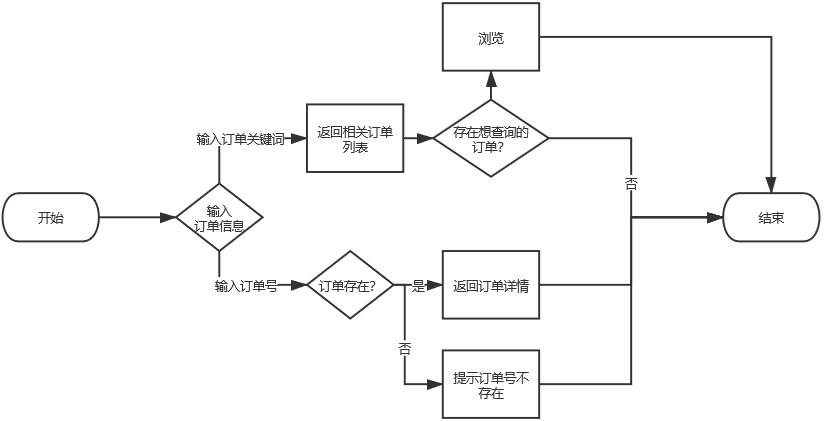 浏览
输入订单关键词
返回相关订单
列表
存在想查询的
订单?
否
开始
输入
订单信息
结束
输入订单号
订单存在?
是
返回订单详情
否
提示订单号不
存在